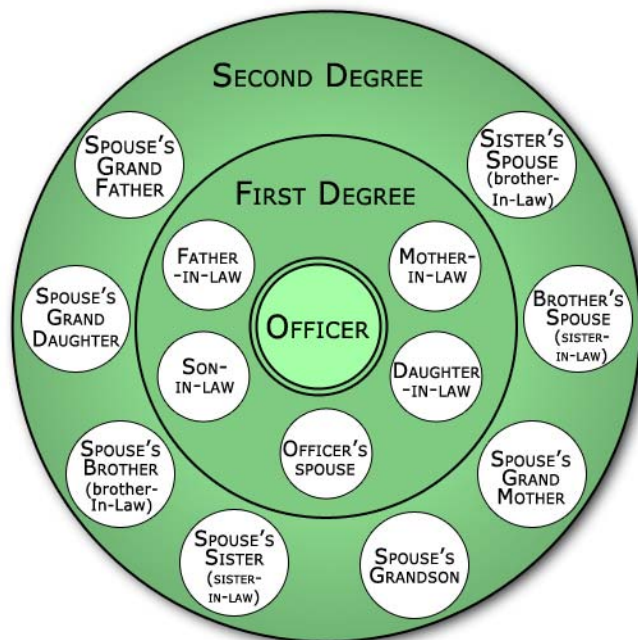 SECOND DEGREE
SPOUSE'S
GRAND
FATHER
SISTER'S
SPOUSE
(brother-
In-Law)
FIRST DEGREE
FATHER
-IN-LAW
MOTHER-
IN-LAW
SPOUSE'S
GRAND
DAUGHTER
OFFICER
BROTHER'S
SPOUSE
(SISTER-
IN-LAW)
SON-
IN-LAW
DAUGHTER
-IN-LAW
SPOUSE'S
BROTHER
(brother-
In-Law)
OFFICER'S
SPOUSE
SPOUSE'S
GRAND
MOTHER
SPOUSE'S
SISTER
(SISTER-
IN-LAW)
SPOUSE'S
GRANDSON